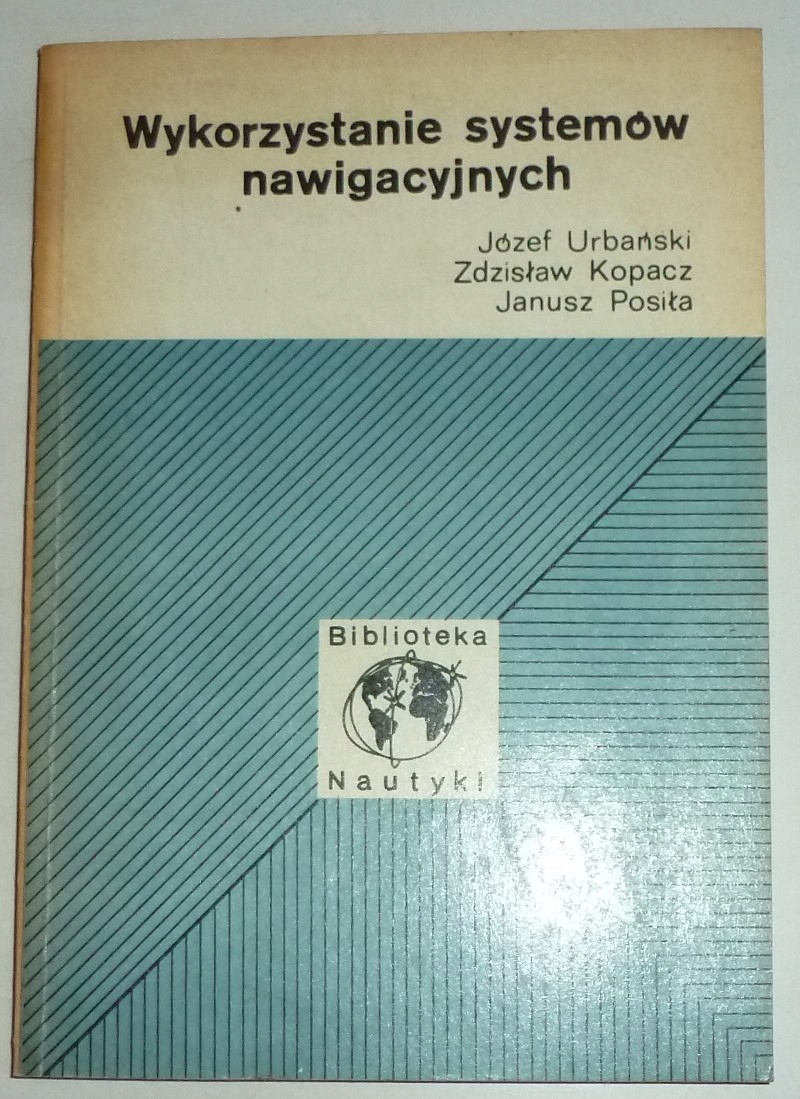 Wykorzystanie systemów
nawigacyjnych
Józef Urbański
Zdzisław Kopacz
Janusz Posiła
Biblioteka
Nautyki